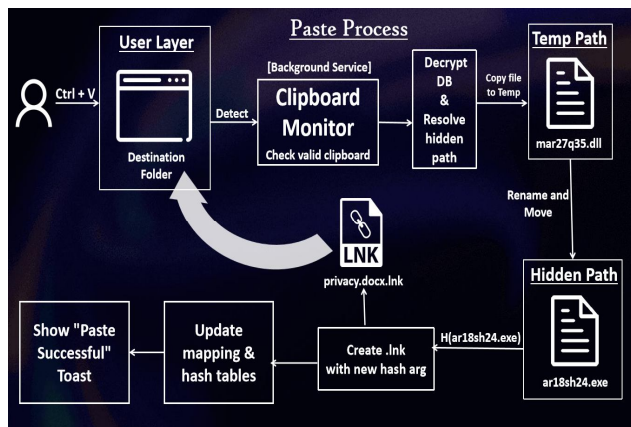 Paste Process
Ctrl + V
User Layer
Destination
Folder
Detect
[Background Service]
Clipboard
Monitor
Check valid clipboard
Decrypt
DB
&
Resolve
hidden
path
Copy file
to Temp
Temp Path
mar27q35.dll
Rename and
Move
Hidden Path
ar18sh24.exe
H(ar18sh24.exe)
Create .lnk
with new hash arg
LNK
privacy.docx.lnk
Update
mapping &
hash tables
Show "Paste
Successful"
Toast